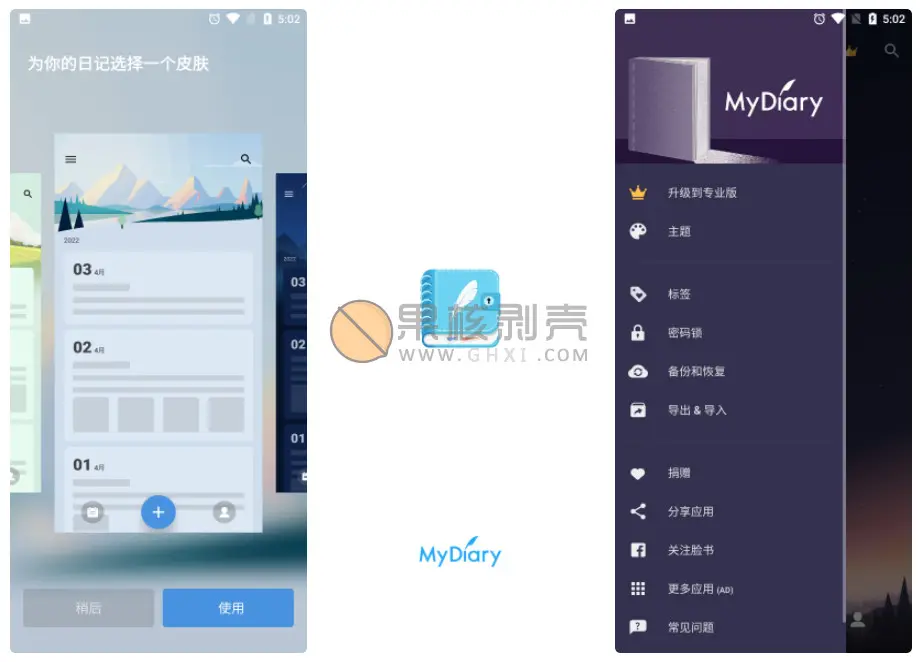 5:02
为你的日记选择一个皮肤
2022
03 4月
02 4月
01 4月
03
02
01
稍后
使用
果核剥壳
WWW.GHXI.COM
MyDiary
5:02
MyDiary
升级到专业版
主题
标签
密码锁
备份和恢复
导出 & 导入
捐赠
分享应用
关注脸书
更多应用 (AD)
常见问题